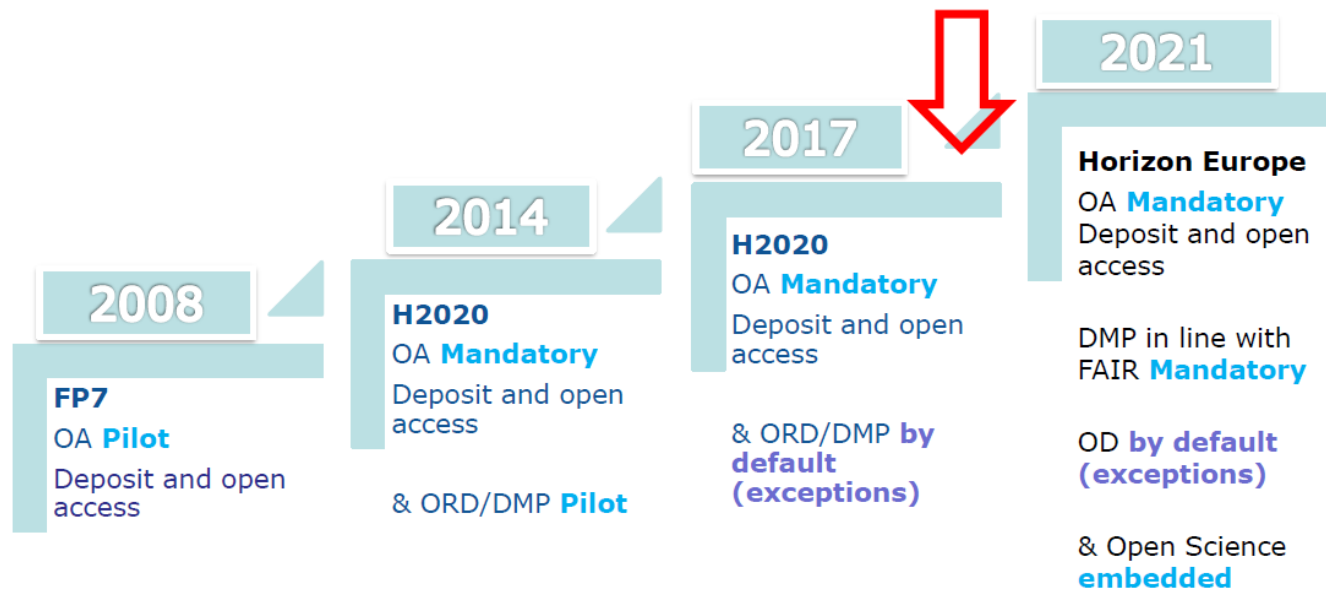 2008
FP7
OA Pilot
Deposit and open
access
2014
H2020
OA Mandatory
Deposit and open
access
& ORD/DMP Pilot
2017
H2020
OA Mandatory
Deposit and open
access
& ORD/DMP by
default
(exceptions)
2021
Horizon Europe
OA Mandatory
Deposit and open
access
DMP in line with
FAIR Mandatory
OD by default
(exceptions)
& Open Science
embedded